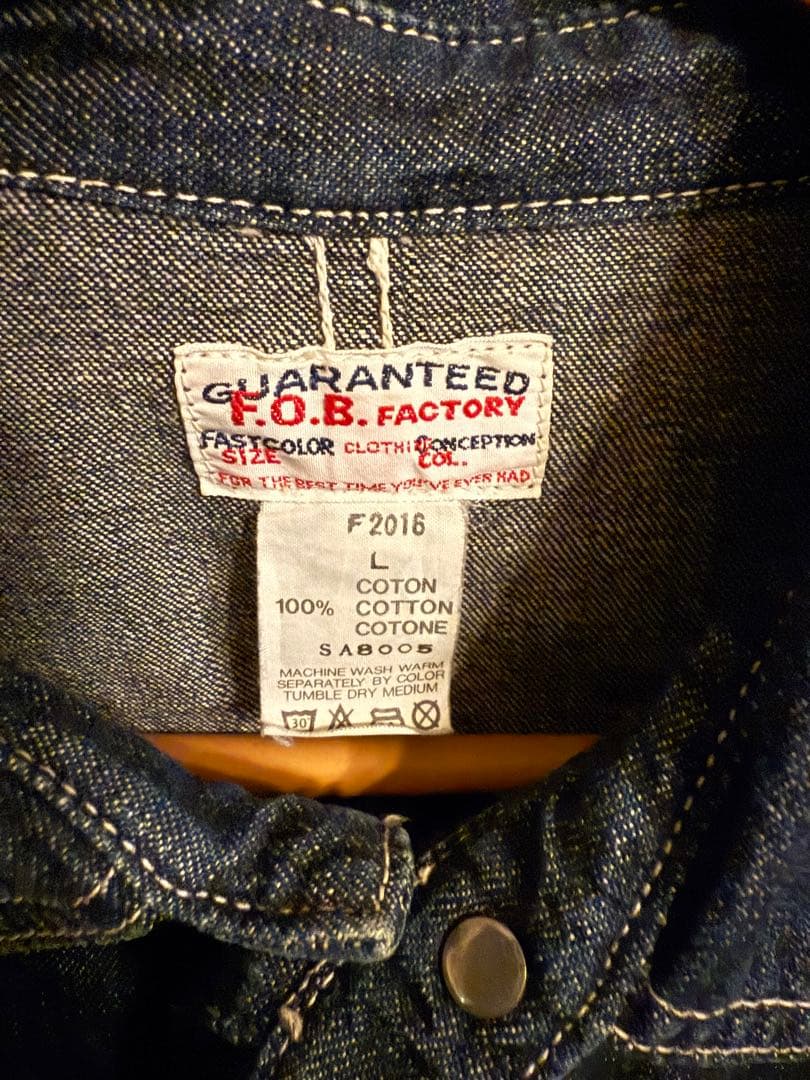 GUARANTEED
F.O.B. FACTORY
FASTCOLOR CLOTHI CONCEPTION
SIZE COL.
FOR THE BEST TIME YOU'VE EVER HAD
F2016
L
COTON
100% COTTON
COTONE
SA8005
MACHINE WASH WARM
SEPARATELY BY COLOR
TUMBLE DRY MEDIUM
30